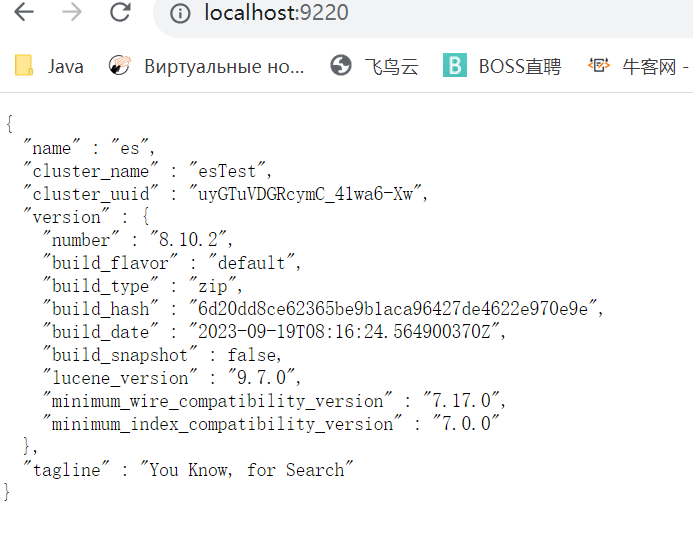 localhost:9220
Java Виртуальные но... 飞鸟云 BOSS直聘 牛客网 -
{
"name" : "es",
"cluster_name" : "esTest",
"cluster_uuid" : "uyGTuVDGRcymC_41wa6-Xw",
"version" : {
"number" : "8.10.2",
"build_flavor" : "default",
"build_type" : "zip",
"build_hash" : "6d20dd8ce62365be9b1aca96427de4622e970e9e",
"build_date" : "2023-09-19T08:16:24.564900370Z",
"build_snapshot" : false,
"lucene_version" : "9.7.0",
"minimum_wire_compatibility_version" : "7.17.0",
"minimum_index_compatibility_version" : "7.0.0"
},
"tagline" : "You Know, for Search"
}